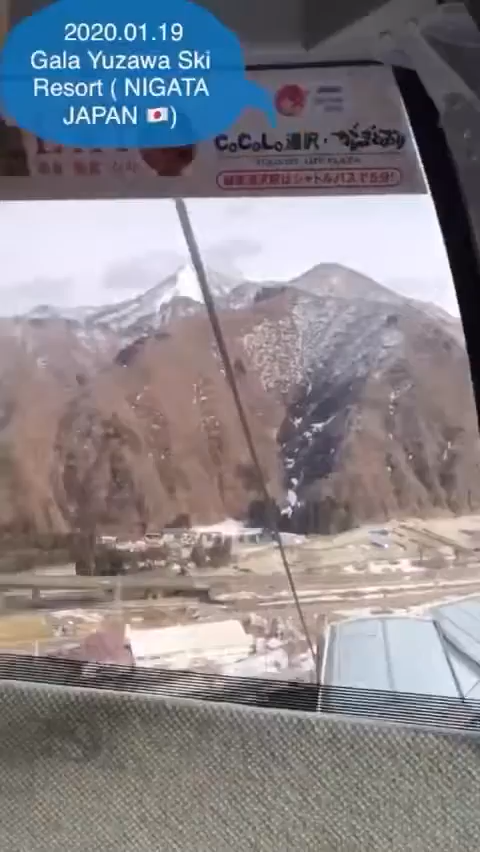 2020.01.19
Gala Yuzawa Ski
Resort ( NIGATA
JAPAN 🇯🇵)
CoCoLo湯沢・がんぎどおり
越後湯沢駅はシャトルバスで5分!